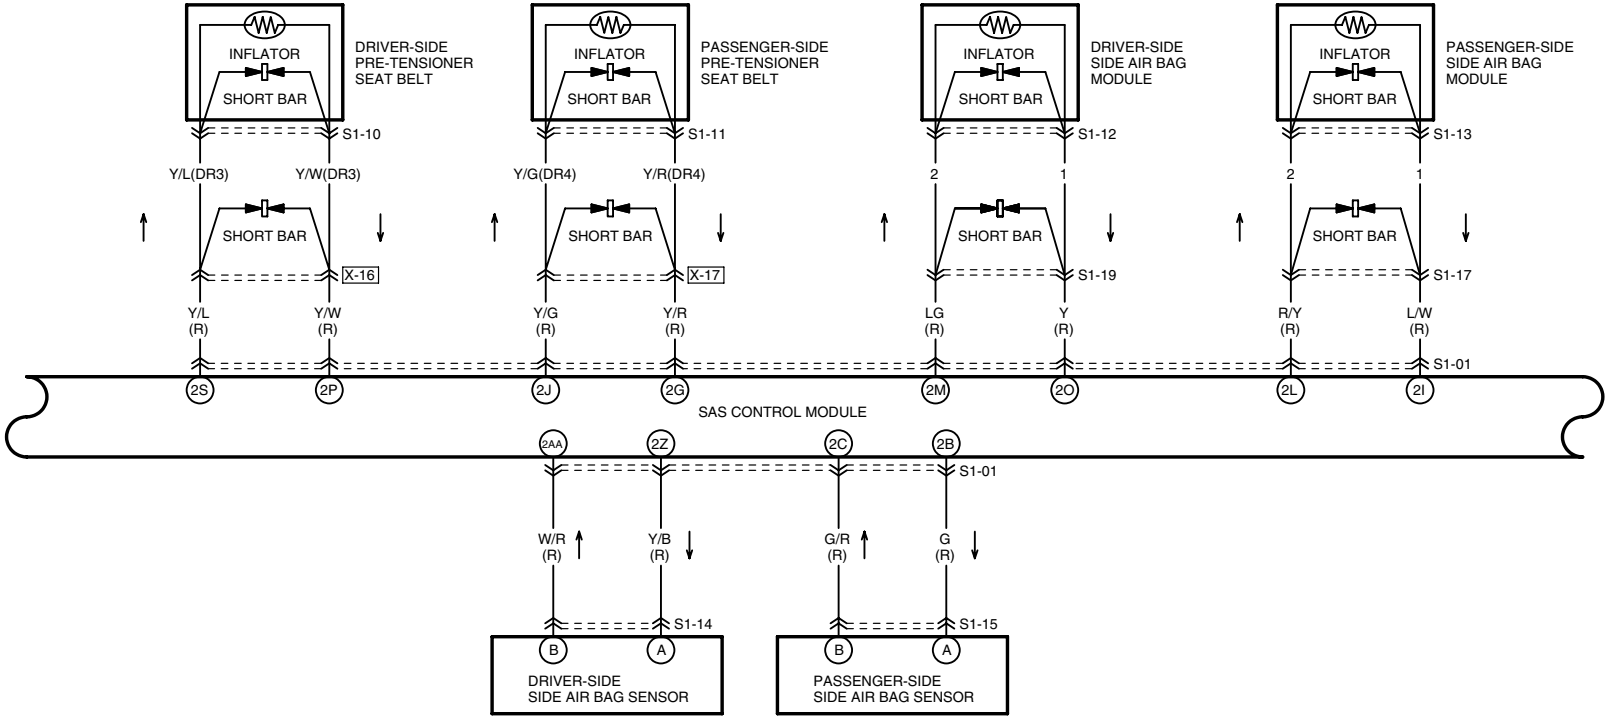 INFLATOR
SHORT BAR
DRIVER-SIDE
PRE-TENSIONER
SEAT BELT
INFLATOR
SHORT BAR
PASSENGER-SIDE
PRE-TENSIONER
SEAT BELT
INFLATOR
SHORT BAR
DRIVER-SIDE
SIDE AIR BAG
MODULE
INFLATOR
SHORT BAR
PASSENGER-SIDE
SIDE AIR BAG
MODULE
S1-10
S1-11
S1-12
S1-13
Y/L(DR3)
Y/W(DR3)
Y/G(DR4)
Y/R(DR4)
2
1
2
1
SHORT BAR
SHORT BAR
SHORT BAR
SHORT BAR
X-16
X-17
S1-19
S1-17
Y/L
(R)
Y/W
(R)
Y/G
(R)
Y/R
(R)
LG
(R)
Y
(R)
R/Y
(R)
L/W
(R)
S1-01
2S
2P
2J
2G
2M
2O
2L
2I
SAS CONTROL MODULE
2AA
2Z
2C
2B
S1-01
W/R
(R)
Y/B
(R)
G/R
(R)
G
(R)
S1-14
S1-15
B
A
B
A
DRIVER-SIDE
SIDE AIR BAG SENSOR
PASSENGER-SIDE
SIDE AIR BAG SENSOR